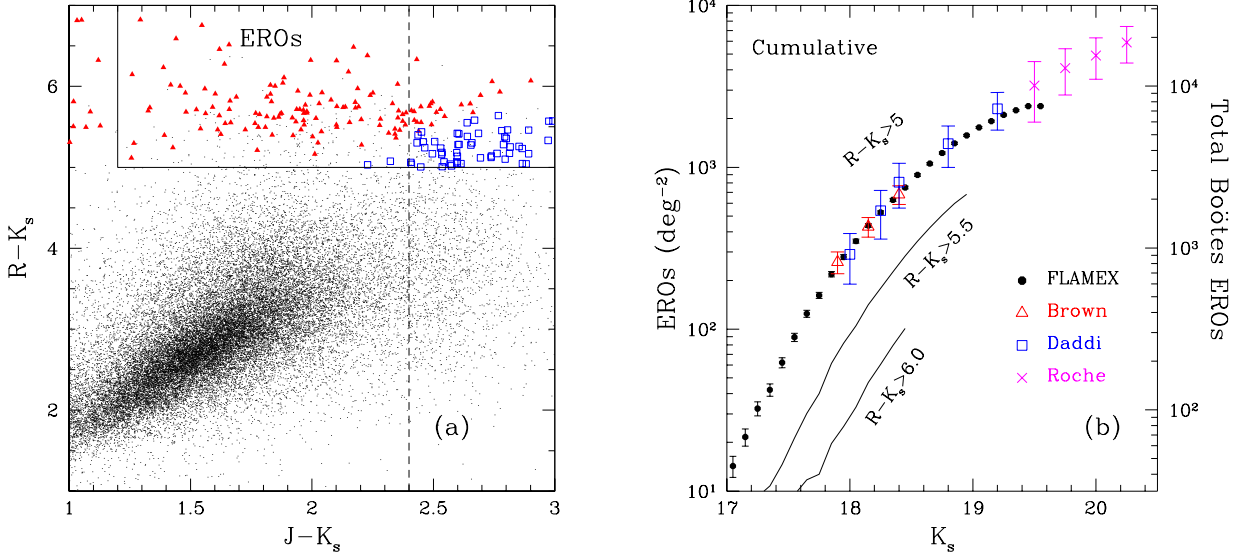 EROs
(a)
R−Kₛ
6
4
2
1
1.5
2
2.5
3
J−Kₛ
Cumulative
R−Kₛ>5
R−Kₛ>5.5
R−Kₛ>6.0
FLAMEX
Brown
Daddi
Roche
(b)
EROs (deg⁻²)
10⁴
10³
10²
10¹
17
18
19
20
Kₛ
10⁴
10³
10²
Total Boötes EROs